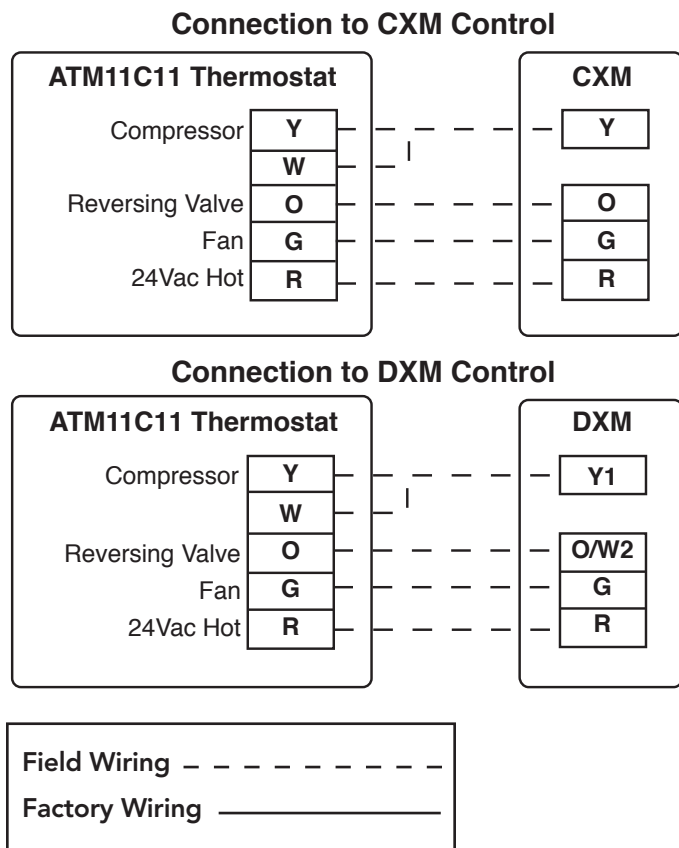 Connection to CXM Control
ATM11C11 Thermostat CXM
Compressor Y Y
W
Reversing Valve O O
Fan G G
24Vac Hot R R
Connection to DXM Control
ATM11C11 Thermostat DXM
Compressor Y Y1
W
Reversing Valve O O/W2
Fan G G
24Vac Hot R R
Field Wiring
Factory Wiring